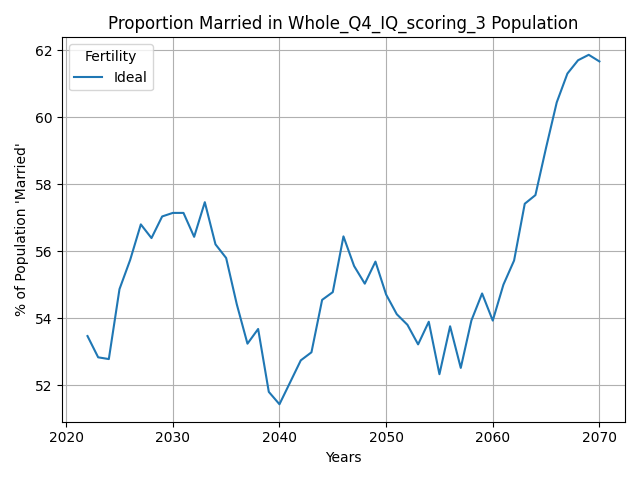 Proportion Married in Whole_Q4_IQ_scoring_3 Population
Fertility
Ideal
% of Population 'Married'
62
60
58
56
54
52
2020
2030
2040
2050
2060
2070
Years